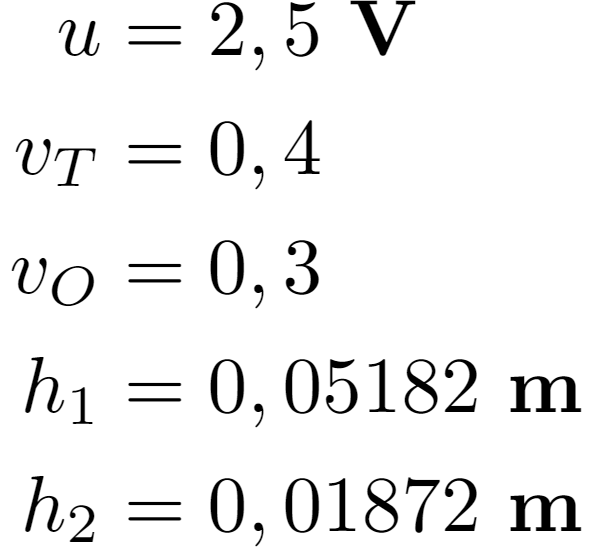 u = 2, 5 V
v_T = 0, 4
v_O = 0, 3
h_1 = 0, 05182 m
h_2 = 0, 01872 m